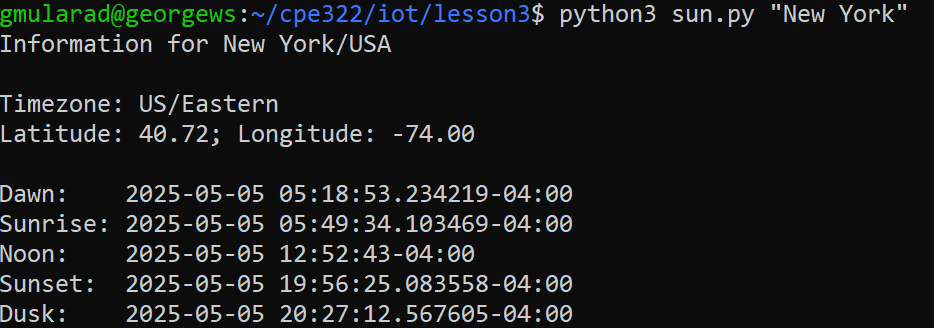 gmularad@georgews:~/cpe322/iot/lesson3$ python3 sun.py "New York"
Information for New York/USA
Timezone: US/Eastern
Latitude: 40.72; Longitude: -74.00
Dawn:    2025-05-05 05:18:53.234219-04:00
Sunrise: 2025-05-05 05:49:34.103469-04:00
Noon:    2025-05-05 12:52:43-04:00
Sunset:  2025-05-05 19:56:25.083558-04:00
Dusk:    2025-05-05 20:27:12.567605-04:00